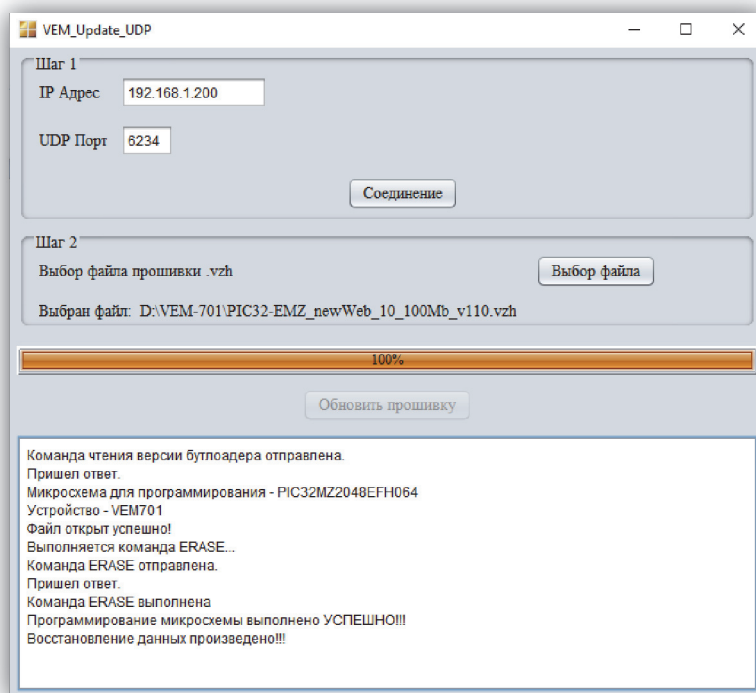 VEM_Update_UDP
Шаг 1
IP Адрес 192.168.1.200
UDP Порт 6234
Соединение
Шаг 2
Выбор файла прошивки .vzh Выбор файла
Выбран файл: D:\VEM-701\PIC32-EMZ_newWeb_10_100Mb_v110.vzh
100%
Обновить прошивку
Команда чтения версии бутлоадера отправлена.
Пришел ответ.
Микросхема для программирования - PIC32MZ2048EFH064
Устройство - VEM701
Файл открыт успешно!
Выполняется команда ERASE...
Команда ERASE отправлена.
Пришел ответ.
Команда ERASE выполнена
Программирование микросхемы выполнено УСПЕШНО!!!
Восстановление данных произведено!!!